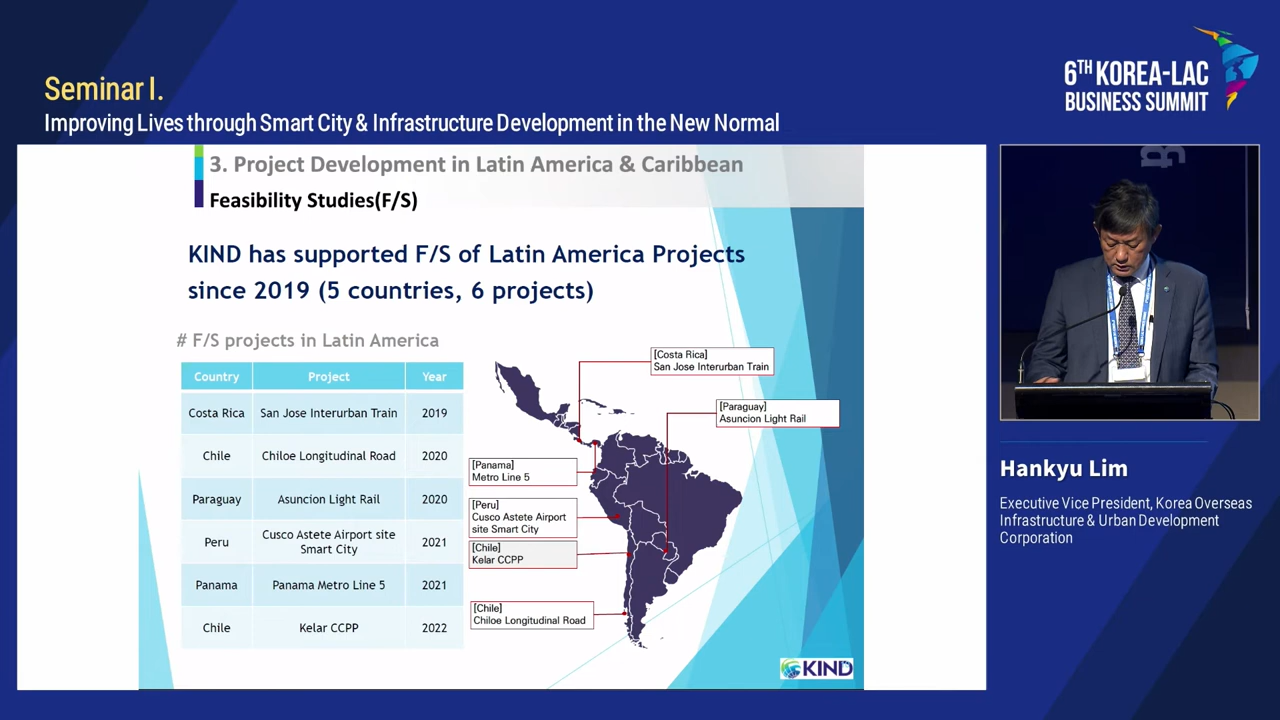 Seminar I.
Improving Lives through Smart City & Infrastructure Development in the New Normal
6TH KOREA-LAC
BUSINESS SUMMIT
3. Project Development in Latin America & Caribbean
Feasibility Studies(F/S)
KIND has supported F/S of Latin America Projects
since 2019 (5 countries, 6 projects)
# F/S projects in Latin America
Country Project Year
Costa Rica San Jose Interurban Train 2019
Chile Chiloe Longitudinal Road 2020
Paraguay Asuncion Light Rail 2020
Peru Cusco Astete Airport site
Smart City 2021
Panama Panama Metro Line 5 2021
Chile Kelar CCPP 2022
[Costa Rica]
San Jose Interurban Train
[Paraguay]
Asuncion Light Rail
[Panama]
Metro Line 5
[Peru]
Cusco Astete Airport
site Smart City
[Chile]
Kelar CCPP
[Chile]
Chiloe Longitudinal Road
KIND
Hankyu Lim
Executive Vice President, Korea Overseas
Infrastructure & Urban Development
Corporation